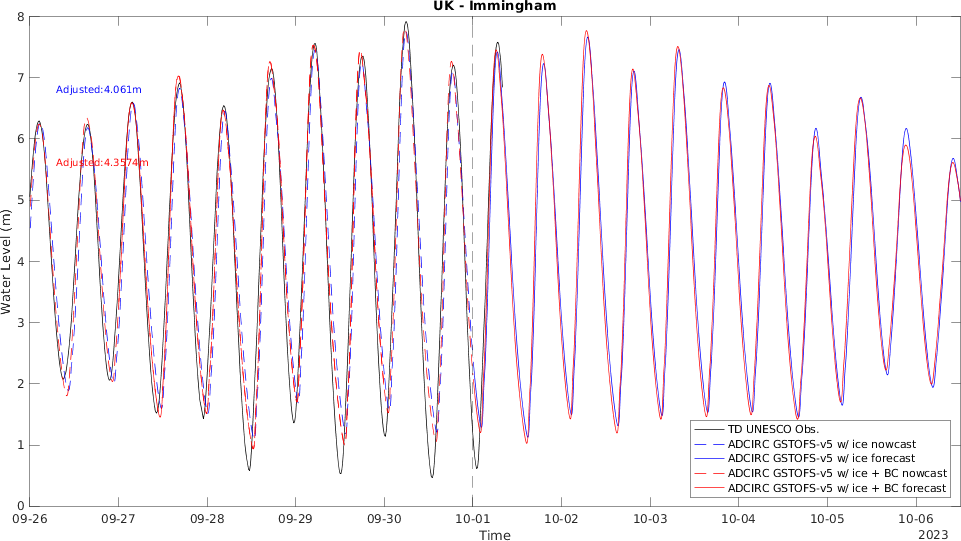 UK - Immingham
8
7
6
5
4
3
2
1
0
Water Level (m)
Adjusted:4.061m
Adjusted:4.3574m
TD UNESCO Obs.
ADCIRC GSTOFS-v5 w/ ice nowcast
ADCIRC GSTOFS-v5 w/ ice forecast
ADCIRC GSTOFS-v5 w/ ice + BC nowcast
ADCIRC GSTOFS-v5 w/ ice + BC forecast
09-26 09-27 09-28 09-29 09-30 10-01 10-02 10-03 10-04 10-05 10-06
Time
2023